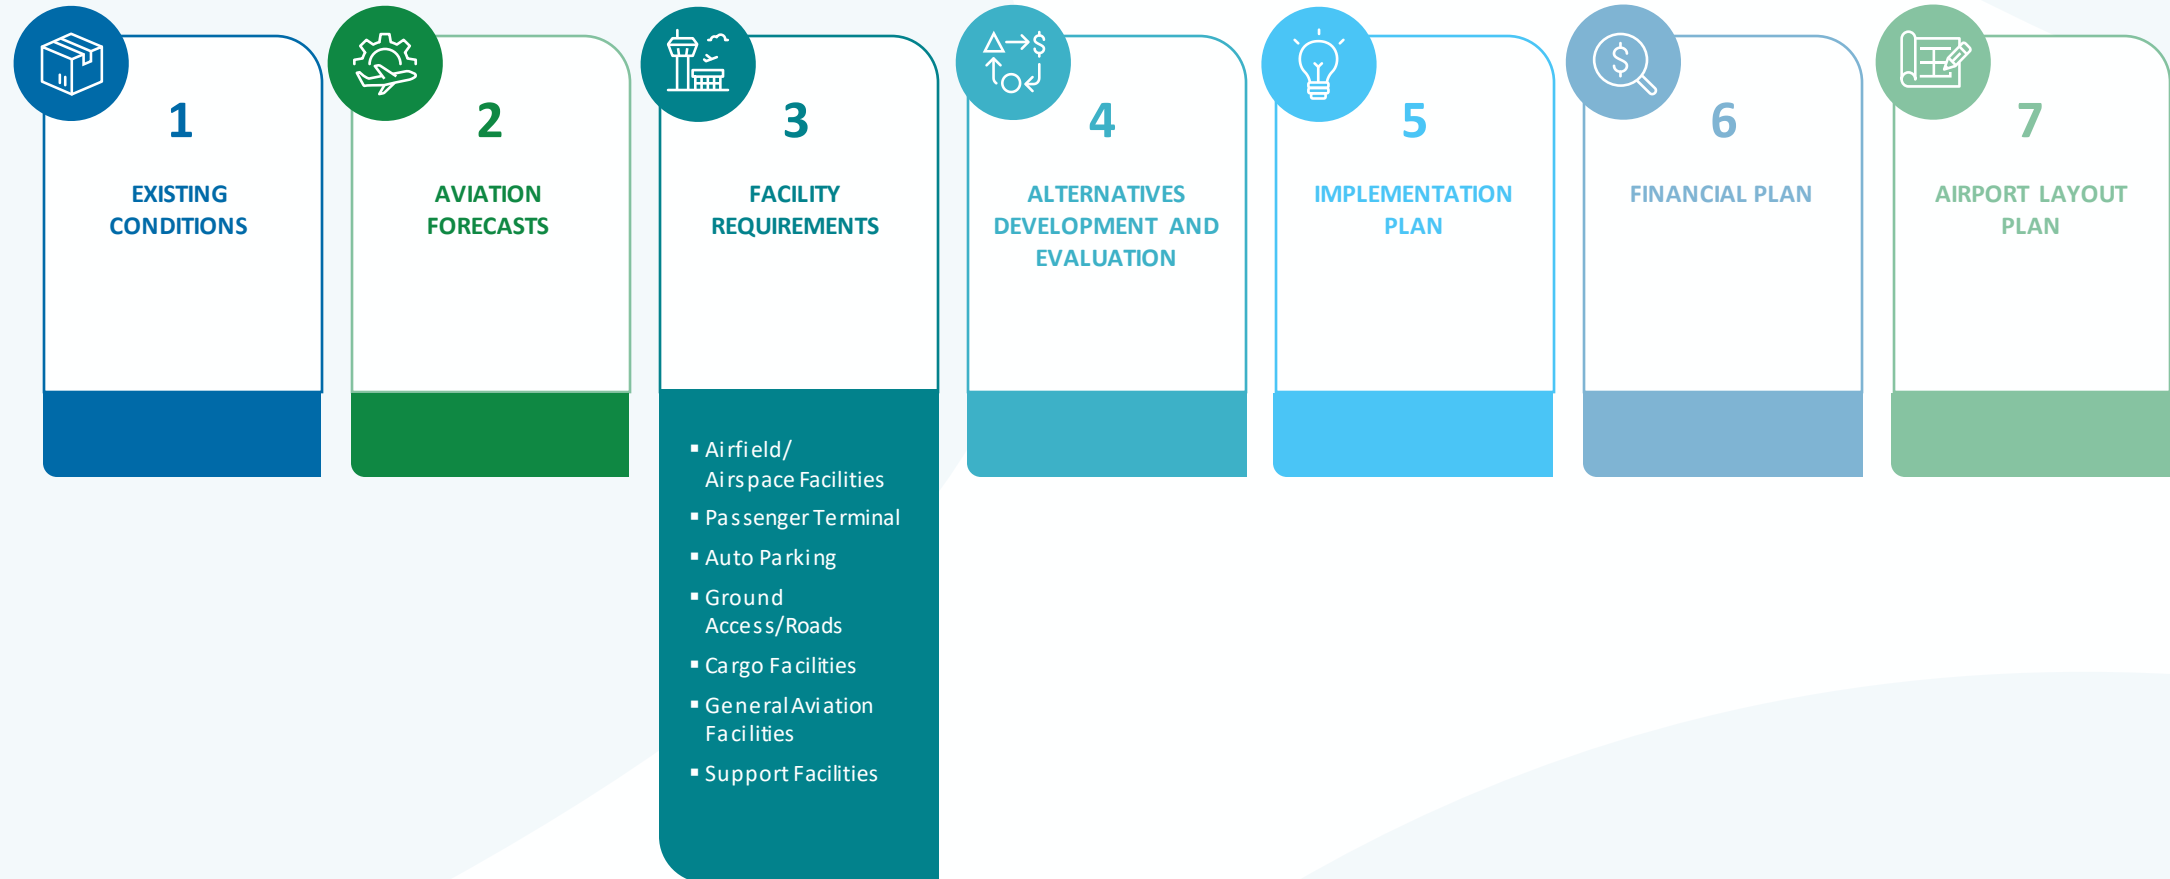 1
EXISTING
CONDITIONS
2
AVIATION
FORECASTS
3
FACILITY
REQUIREMENTS
▪ Airfield/
Airspace Facilities
▪ Passenger Terminal
▪ Auto Parking
▪ Ground
Access/Roads
▪ Cargo Facilities
▪ General Aviation
Facilities
▪ Support Facilities
4
ALTERNATIVES
DEVELOPMENT AND
EVALUATION
5
IMPLEMENTATION
PLAN
6
FINANCIAL PLAN
7
AIRPORT LAYOUT
PLAN